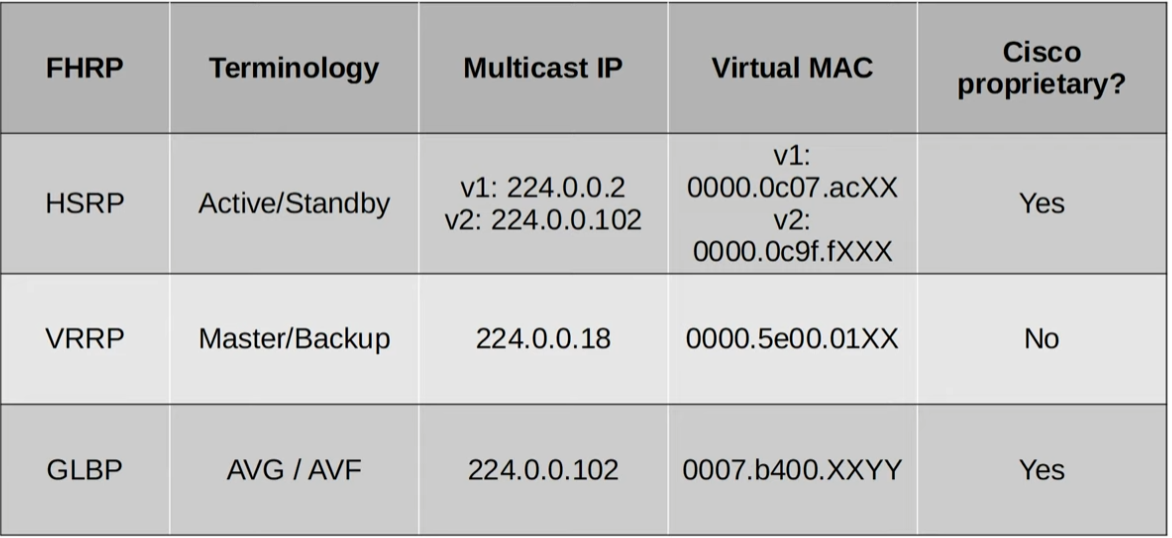 FHRP
Terminology
Multicast IP
Virtual MAC
Cisco
proprietary?
HSRP
Active/Standby
v1: 224.0.0.2
v2: 224.0.0.102
v1:
0000.0c07.acXX
v2:
0000.0c9f.fXXX
Yes
VRRP
Master/Backup
224.0.0.18
0000.5e00.01XX
No
GLBP
AVG / AVF
224.0.0.102
0007.b400.XXYY
Yes